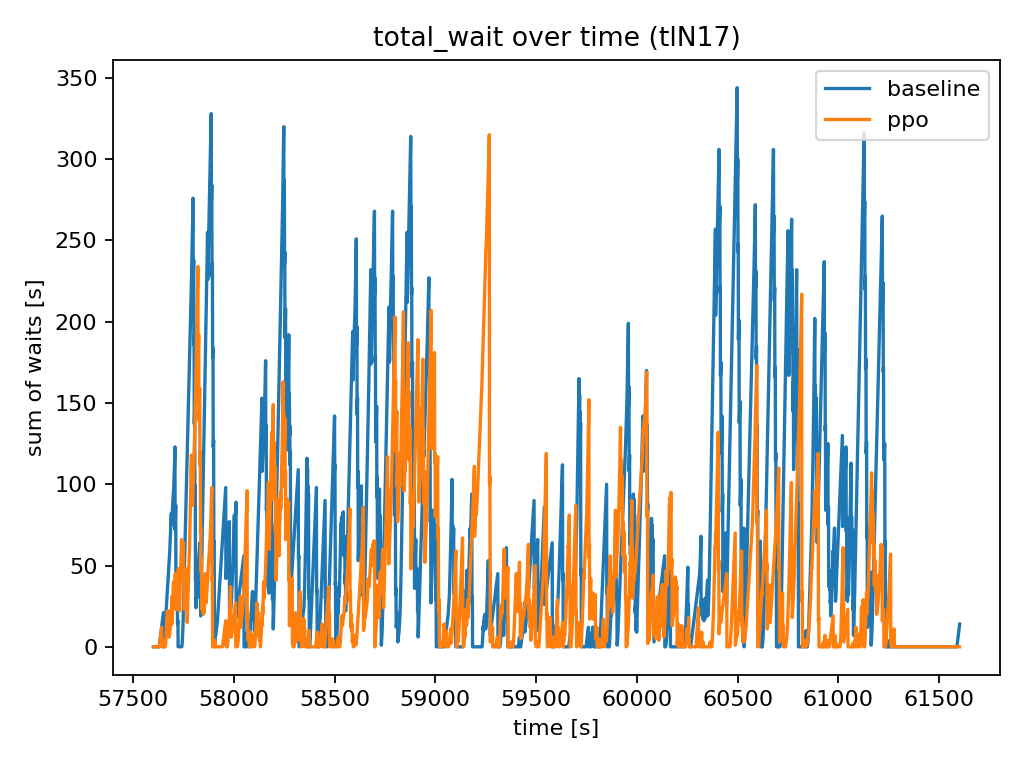 total_wait over time (tlN17)
350
300
250
200
150
100
50
0
sum of waits [s]
baseline
ppo
57500 58000 58500 59000 59500 60000 60500 61000 61500
time [s]